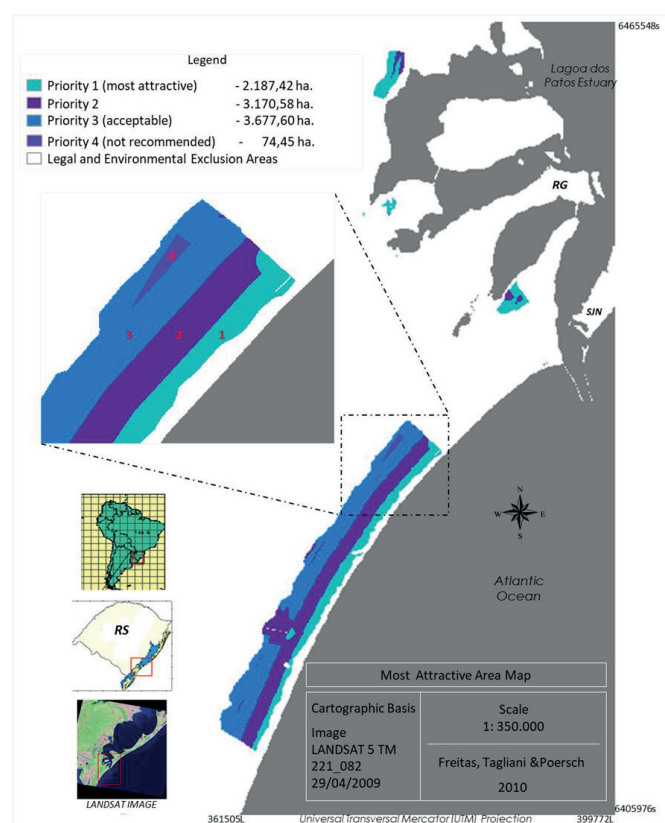 6465548s
Legend
Priority 1 (most attractive) - 2.187,42 ha.
Priority 2 - 3.170,58 ha.
Priority 3 (acceptable) - 3.677,60 ha.
Priority 4 (not recommended) - 74,45 ha.
Legal and Environmental Exclusion Areas
Lagoa dos
Patos Estuary
RG
SJN
4
3 2 1
N
W E
S
Atlantic
Ocean
RS
LANDSAT IMAGE
Most Attractive Area Map
Cartographic Basis
Image
LANDSAT 5 TM
221_082
29/04/2009
Scale
1: 350.000
Freitas, Tagliani &Poersch
2010
6405976s
361505L
Universal Transversal Mercator (UTM) Projection
399772L